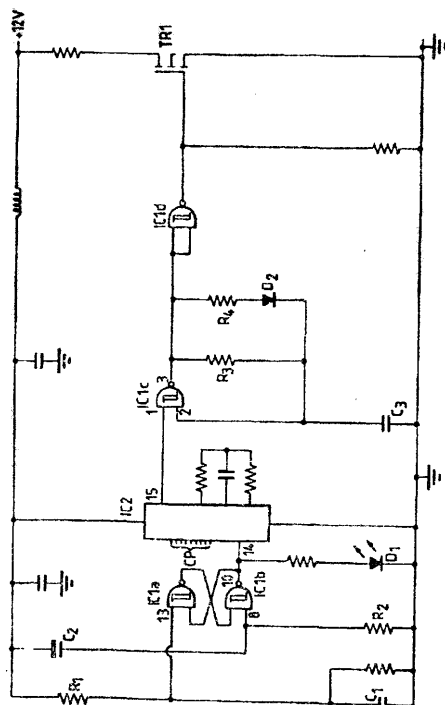 +12V
TR1
IC1d
R4
D2
R3
IC1c
1
3
2
C3
IC2
15
CP
14
IC1a
13
10
IC1b
8
D1
C2
R2
R1
C1